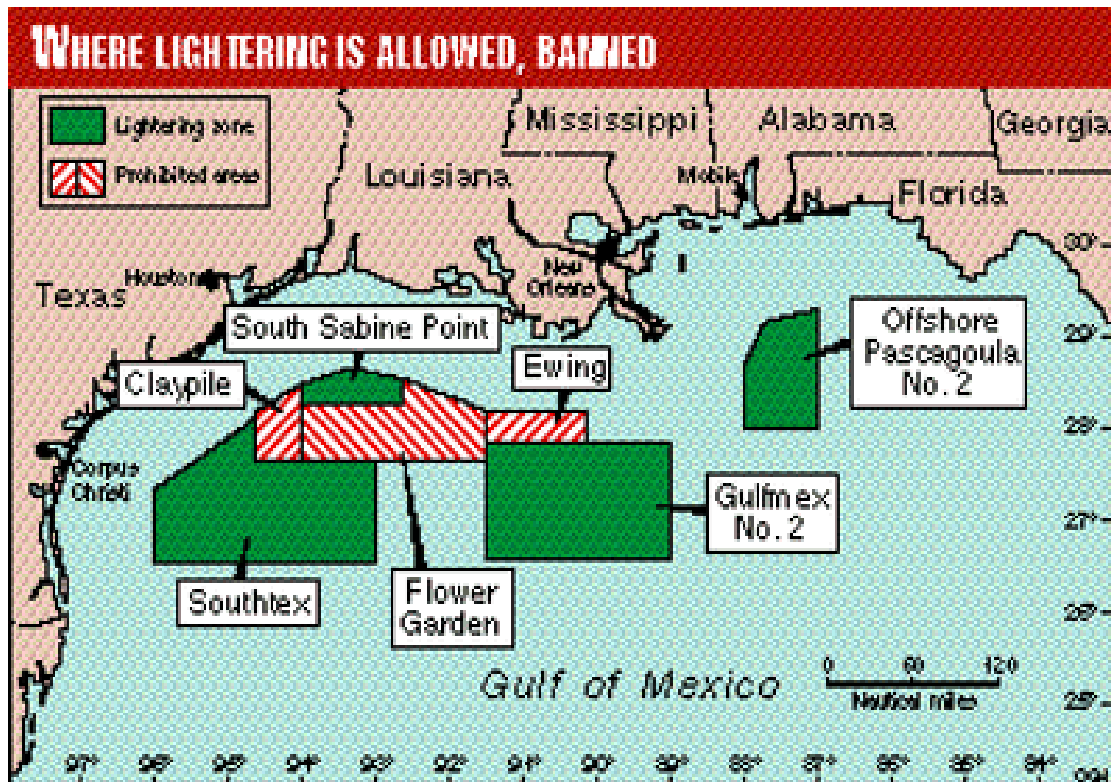 WHERE LIGHTERING IS ALLOWED, BANNED
Lightering zone
Prohibited areas
Mississippi
Alabama
Georgia
Louisiana
Mobile
Florida
30°
Houston
New
Orleans
Texas
South Sabine Point
29°
Offshore
Pascagoula
No. 2
Ewing
Claypile
28°
Corpus
Christi
Gulfmex
No. 2
27°
Southtex
Flower
Garden
26°
0 60 120
Nautical miles
Gulf of Mexico
25°
97° 96° 95° 94° 93° 92° 91° 90° 89° 88° 87° 86° 85° 84°